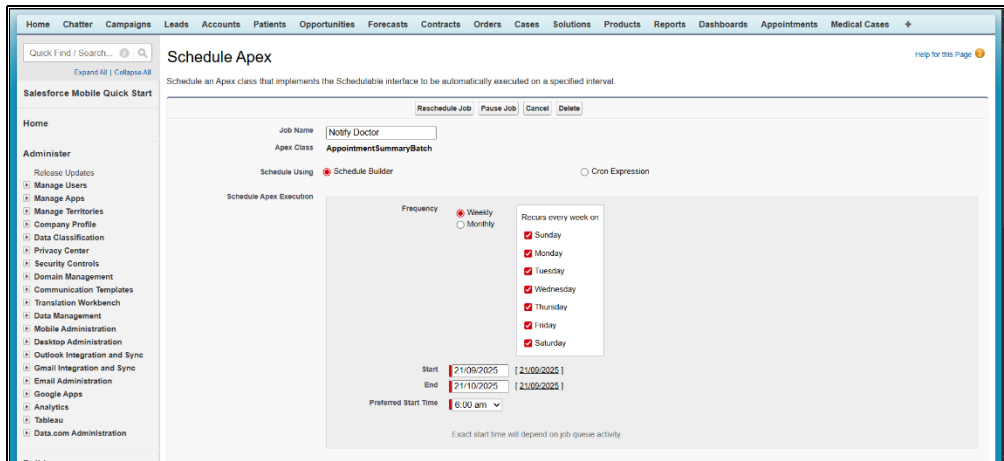 Home Chatter Campaigns Leads Accounts Patients Opportunities Forecasts Contracts Orders Cases Solutions Products Reports Dashboards Appointments Medical Cases +
Quick Find / Search...
Expand All | Collapse All
Salesforce Mobile Quick Start
Home
Administer
Release Updates
Manage Users
Manage Apps
Manage Territories
Company Profile
Data Classification
Privacy Center
Security Controls
Domain Management
Communication Templates
Translation Workbench
Data Management
Mobile Administration
Desktop Administration
Outlook Integration and Sync
Gmail Integration and Sync
Email Administration
Google Apps
Analytics
Tableau
Data.com Administration
Schedule Apex
Help for this Page
Schedule an Apex class that implements the Schedulable interface to be automatically executed on a specified interval.
Reschedule Job Pause Job Cancel Delete
Job Name Notify Doctor
Apex Class AppointmentSummaryBatch
Schedule Using Schedule Builder Cron Expression
Schedule Apex Execution
Frequency Weekly
Monthly
Recurs every week on
Sunday
Monday
Tuesday
Wednesday
Thursday
Friday
Saturday
Start 21/09/2025 [ 21/09/2025 ]
End 21/10/2025 [ 21/09/2025 ]
Preferred Start Time 6:00 am
Exact start time will depend on job queue activity.